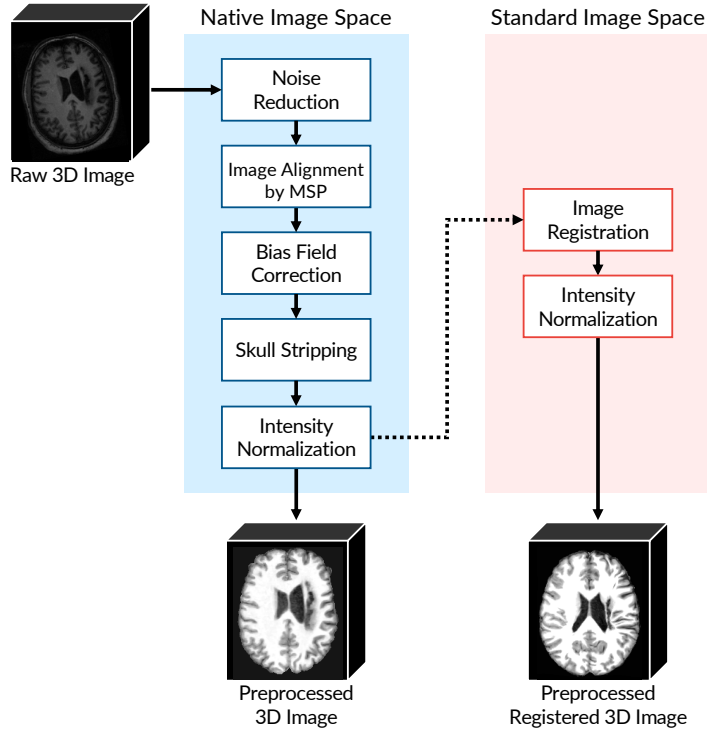 Native Image Space
Standard Image Space
Raw 3D Image
Noise
Reduction
Image Alignment
by MSP
Bias Field
Correction
Skull Stripping
Intensity
Normalization
Image
Registration
Intensity
Normalization
Preprocessed
3D Image
Preprocessed
Registered 3D Image